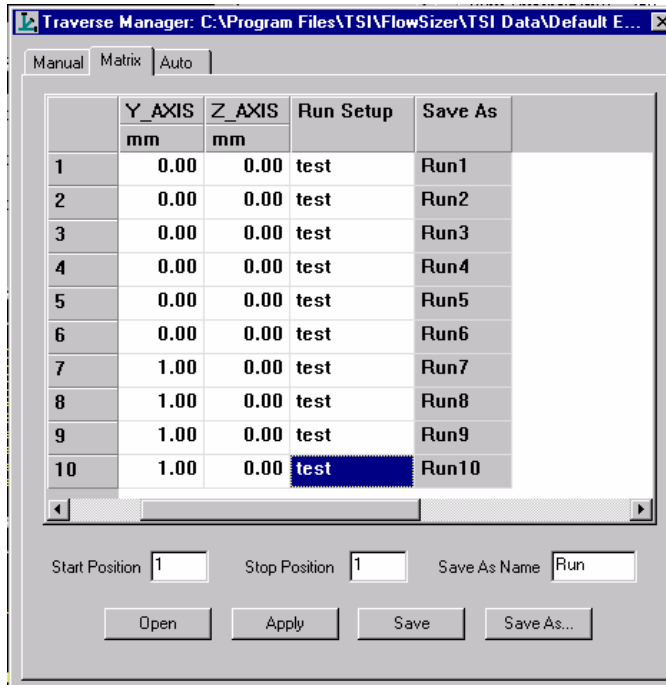 Traverse Manager: C:\Program Files\TSI\FlowSizer\TSI Data\Default E...
Manual Matrix Auto
Y_AXIS Z_AXIS Run Setup Save As
mm mm
1 0.00 0.00 test Run1
2 0.00 0.00 test Run2
3 0.00 0.00 test Run3
4 0.00 0.00 test Run4
5 0.00 0.00 test Run5
6 0.00 0.00 test Run6
7 1.00 0.00 test Run7
8 1.00 0.00 test Run8
9 1.00 0.00 test Run9
10 1.00 0.00 test Run10
Start Position 1 Stop Position 1 Save As Name Run
Open Apply Save Save As...